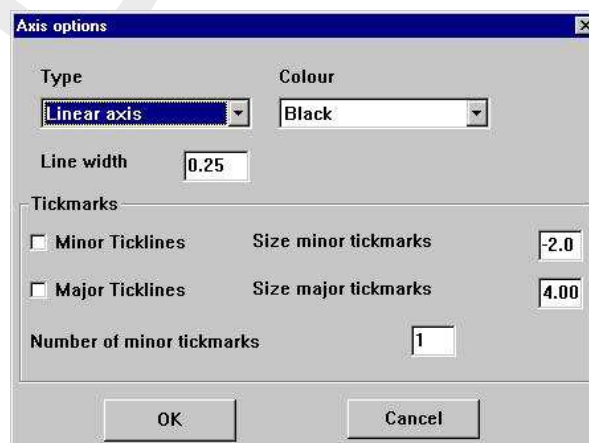 Axis options
Type Colour
Linear axis Black
Line width 0.25
Tickmarks
Minor Ticklines Size minor tickmarks -2.0
Major Ticklines Size major tickmarks 4.00
Number of minor tickmarks 1
OK Cancel